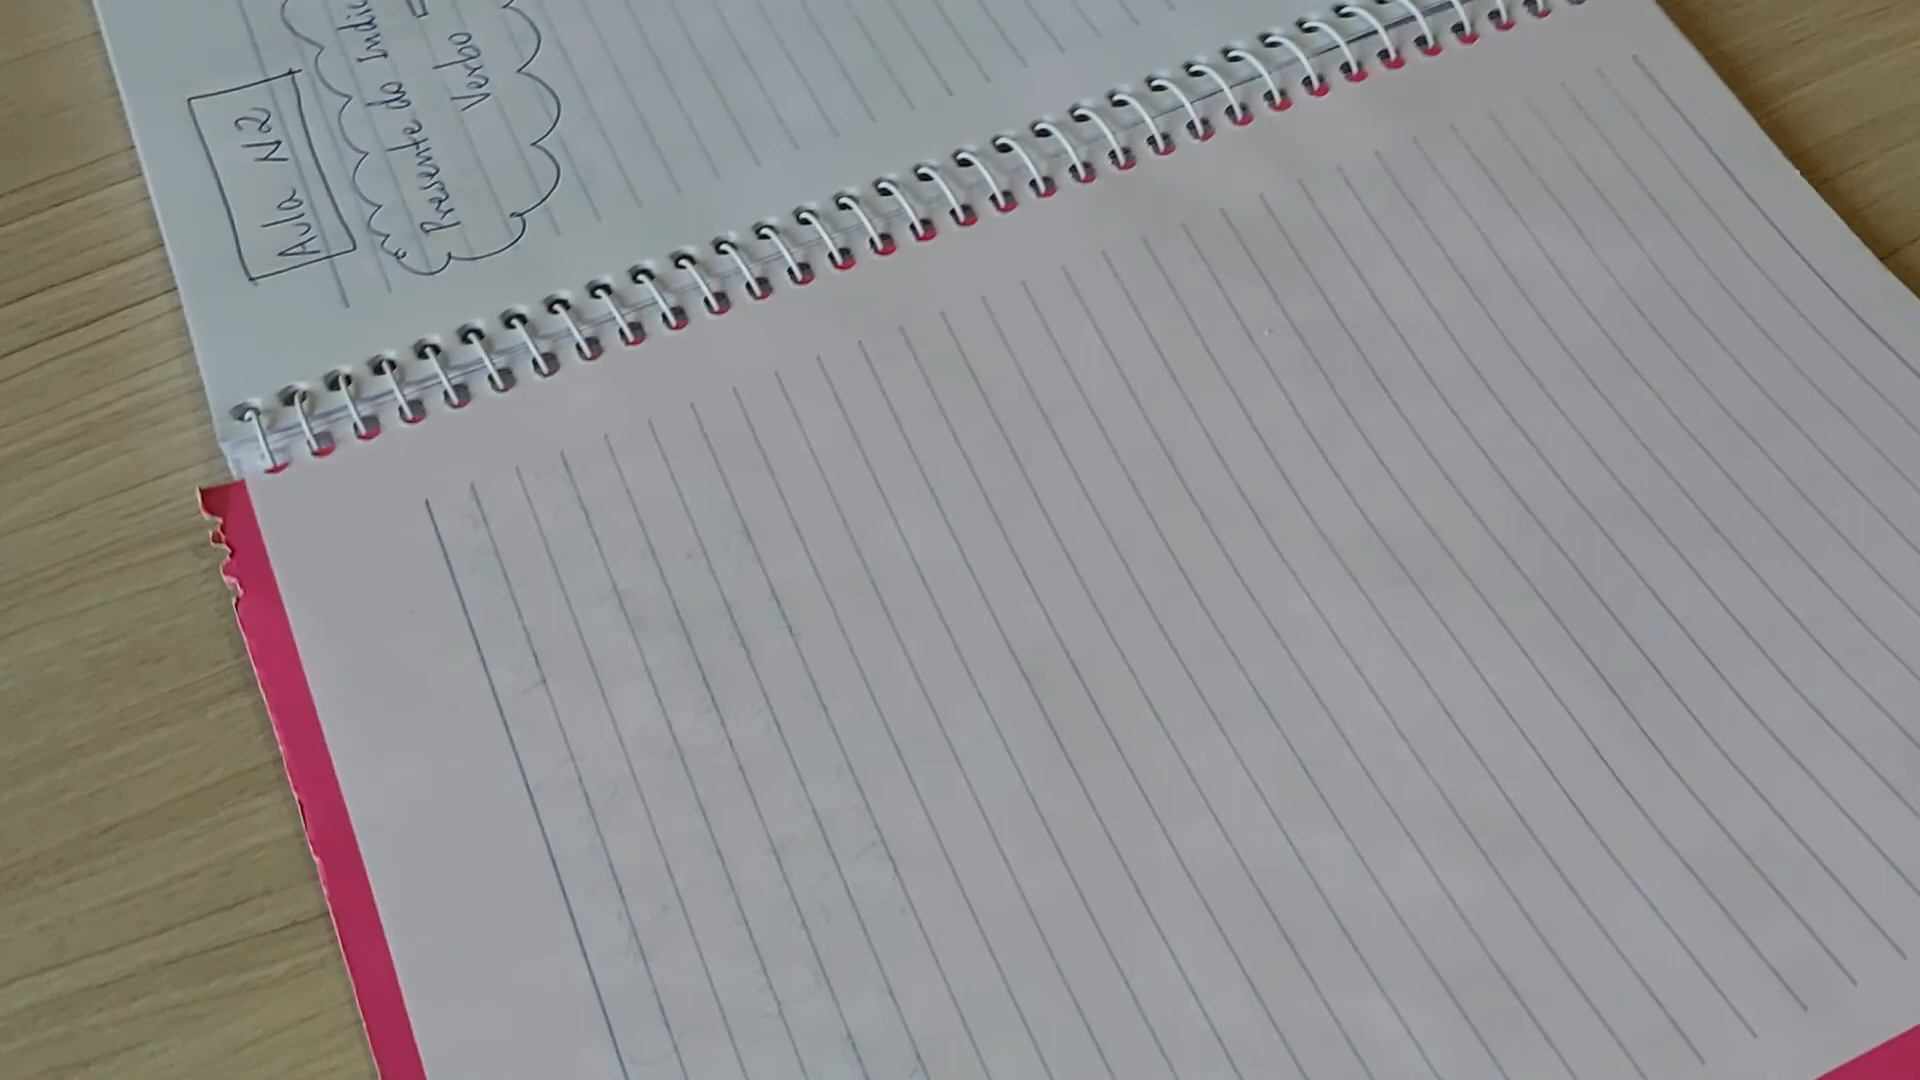 Aula N2
Presente do Indic
Verbo